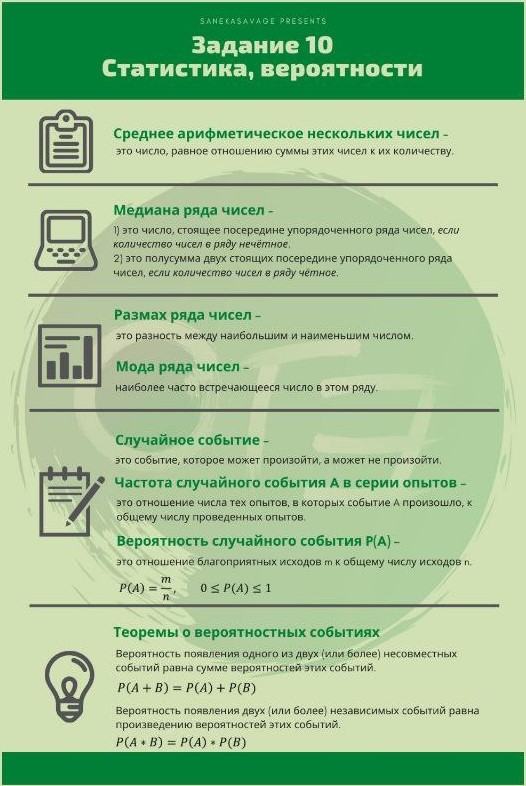 SANEKASAVAGE PRESENTS
Задание 10
Статистика, вероятности
Среднее арифметическое нескольких чисел –
это число, равное отношению суммы этих чисел к их количеству.
Медиана ряда чисел –
1) это число, стоящее посередине упорядоченного ряда чисел, если
количество чисел в ряду нечётное.
2) это полусумма двух стоящих посередине упорядоченного ряда
чисел, если количество чисел в ряду чётное.
Размах ряда чисел –
это разность между наибольшим и наименьшим числом.
Мода ряда чисел –
наиболее часто встречающееся число в этом ряду.
Случайное событие –
это событие, которое может произойти, а может не произойти.
Частота случайного события А в серии опытов –
это отношение числа тех опытов, в которых событие А произошло, к
общему числу проведенных опытов.
Вероятность случайного события P(A) –
это отношение благоприятных исходов m к общему числу исходов n.
P(A) = m/n, 0 ≤ P(A) ≤ 1
Теоремы о вероятностных событиях
Вероятность появления одного из двух (или более) несовместных
событий равна сумме вероятностей этих событий.
P(A + B) = P(A) + P(B)
Вероятность появления двух (или более) независимых событий равна
произведению вероятностей этих событий.
P(A ∗ B) = P(A) ∗ P(B)
ОГЭ